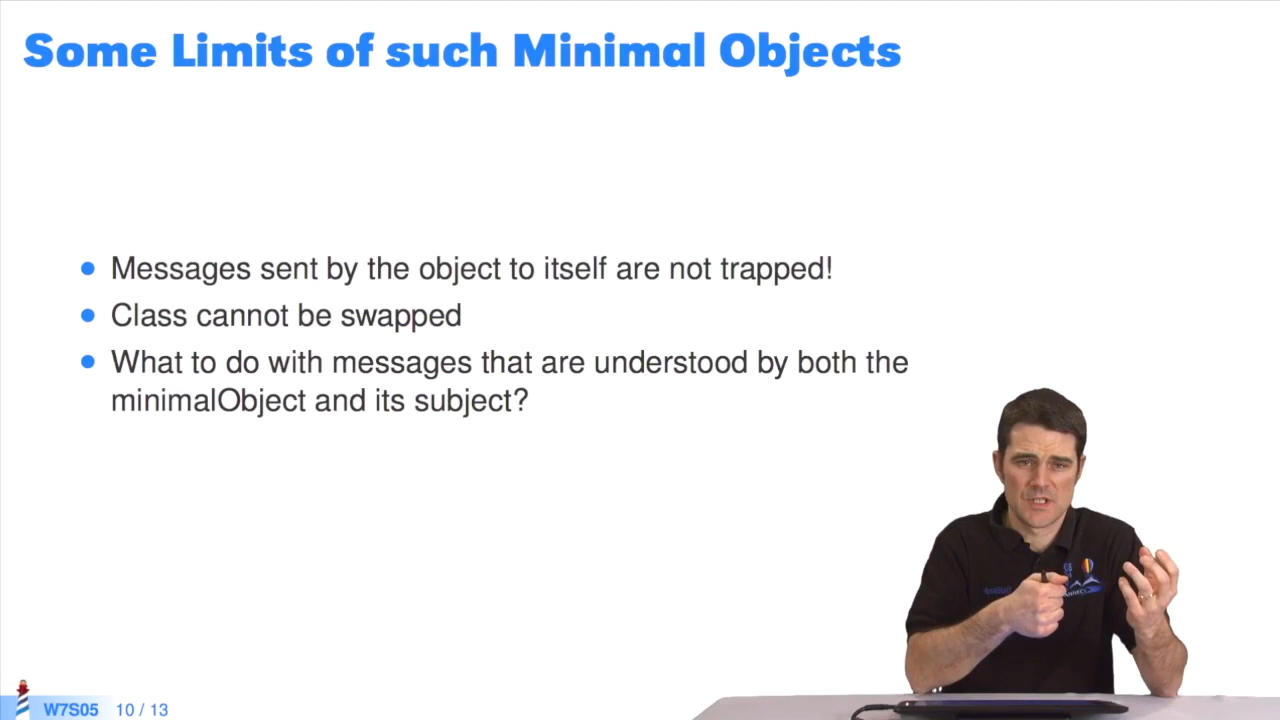 Some Limits of such Minimal Objects
Messages sent by the object to itself are not trapped!
Class cannot be swapped
What to do with messages that are understood by both the
minimalObject and its subject?
W7S05 10 / 13